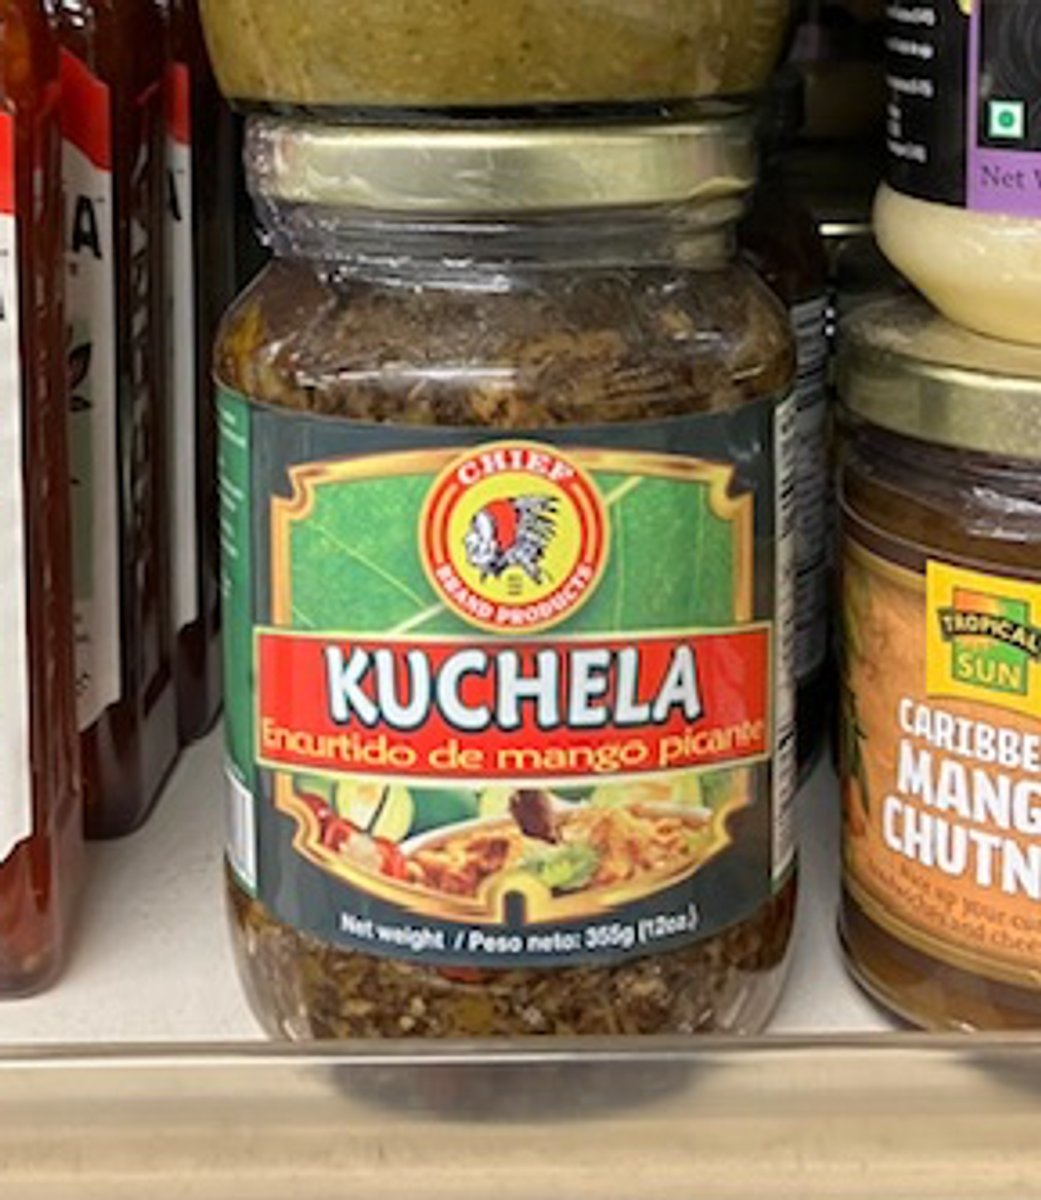 CHIEF
BRAND PRODUCTS
KUCHELA
Encurtido de mango picante
Net weight / Peso neto: 355g (12oz.)
Net
TROPICAL
SUN
CARIBBE
MANG
CHUTN
A